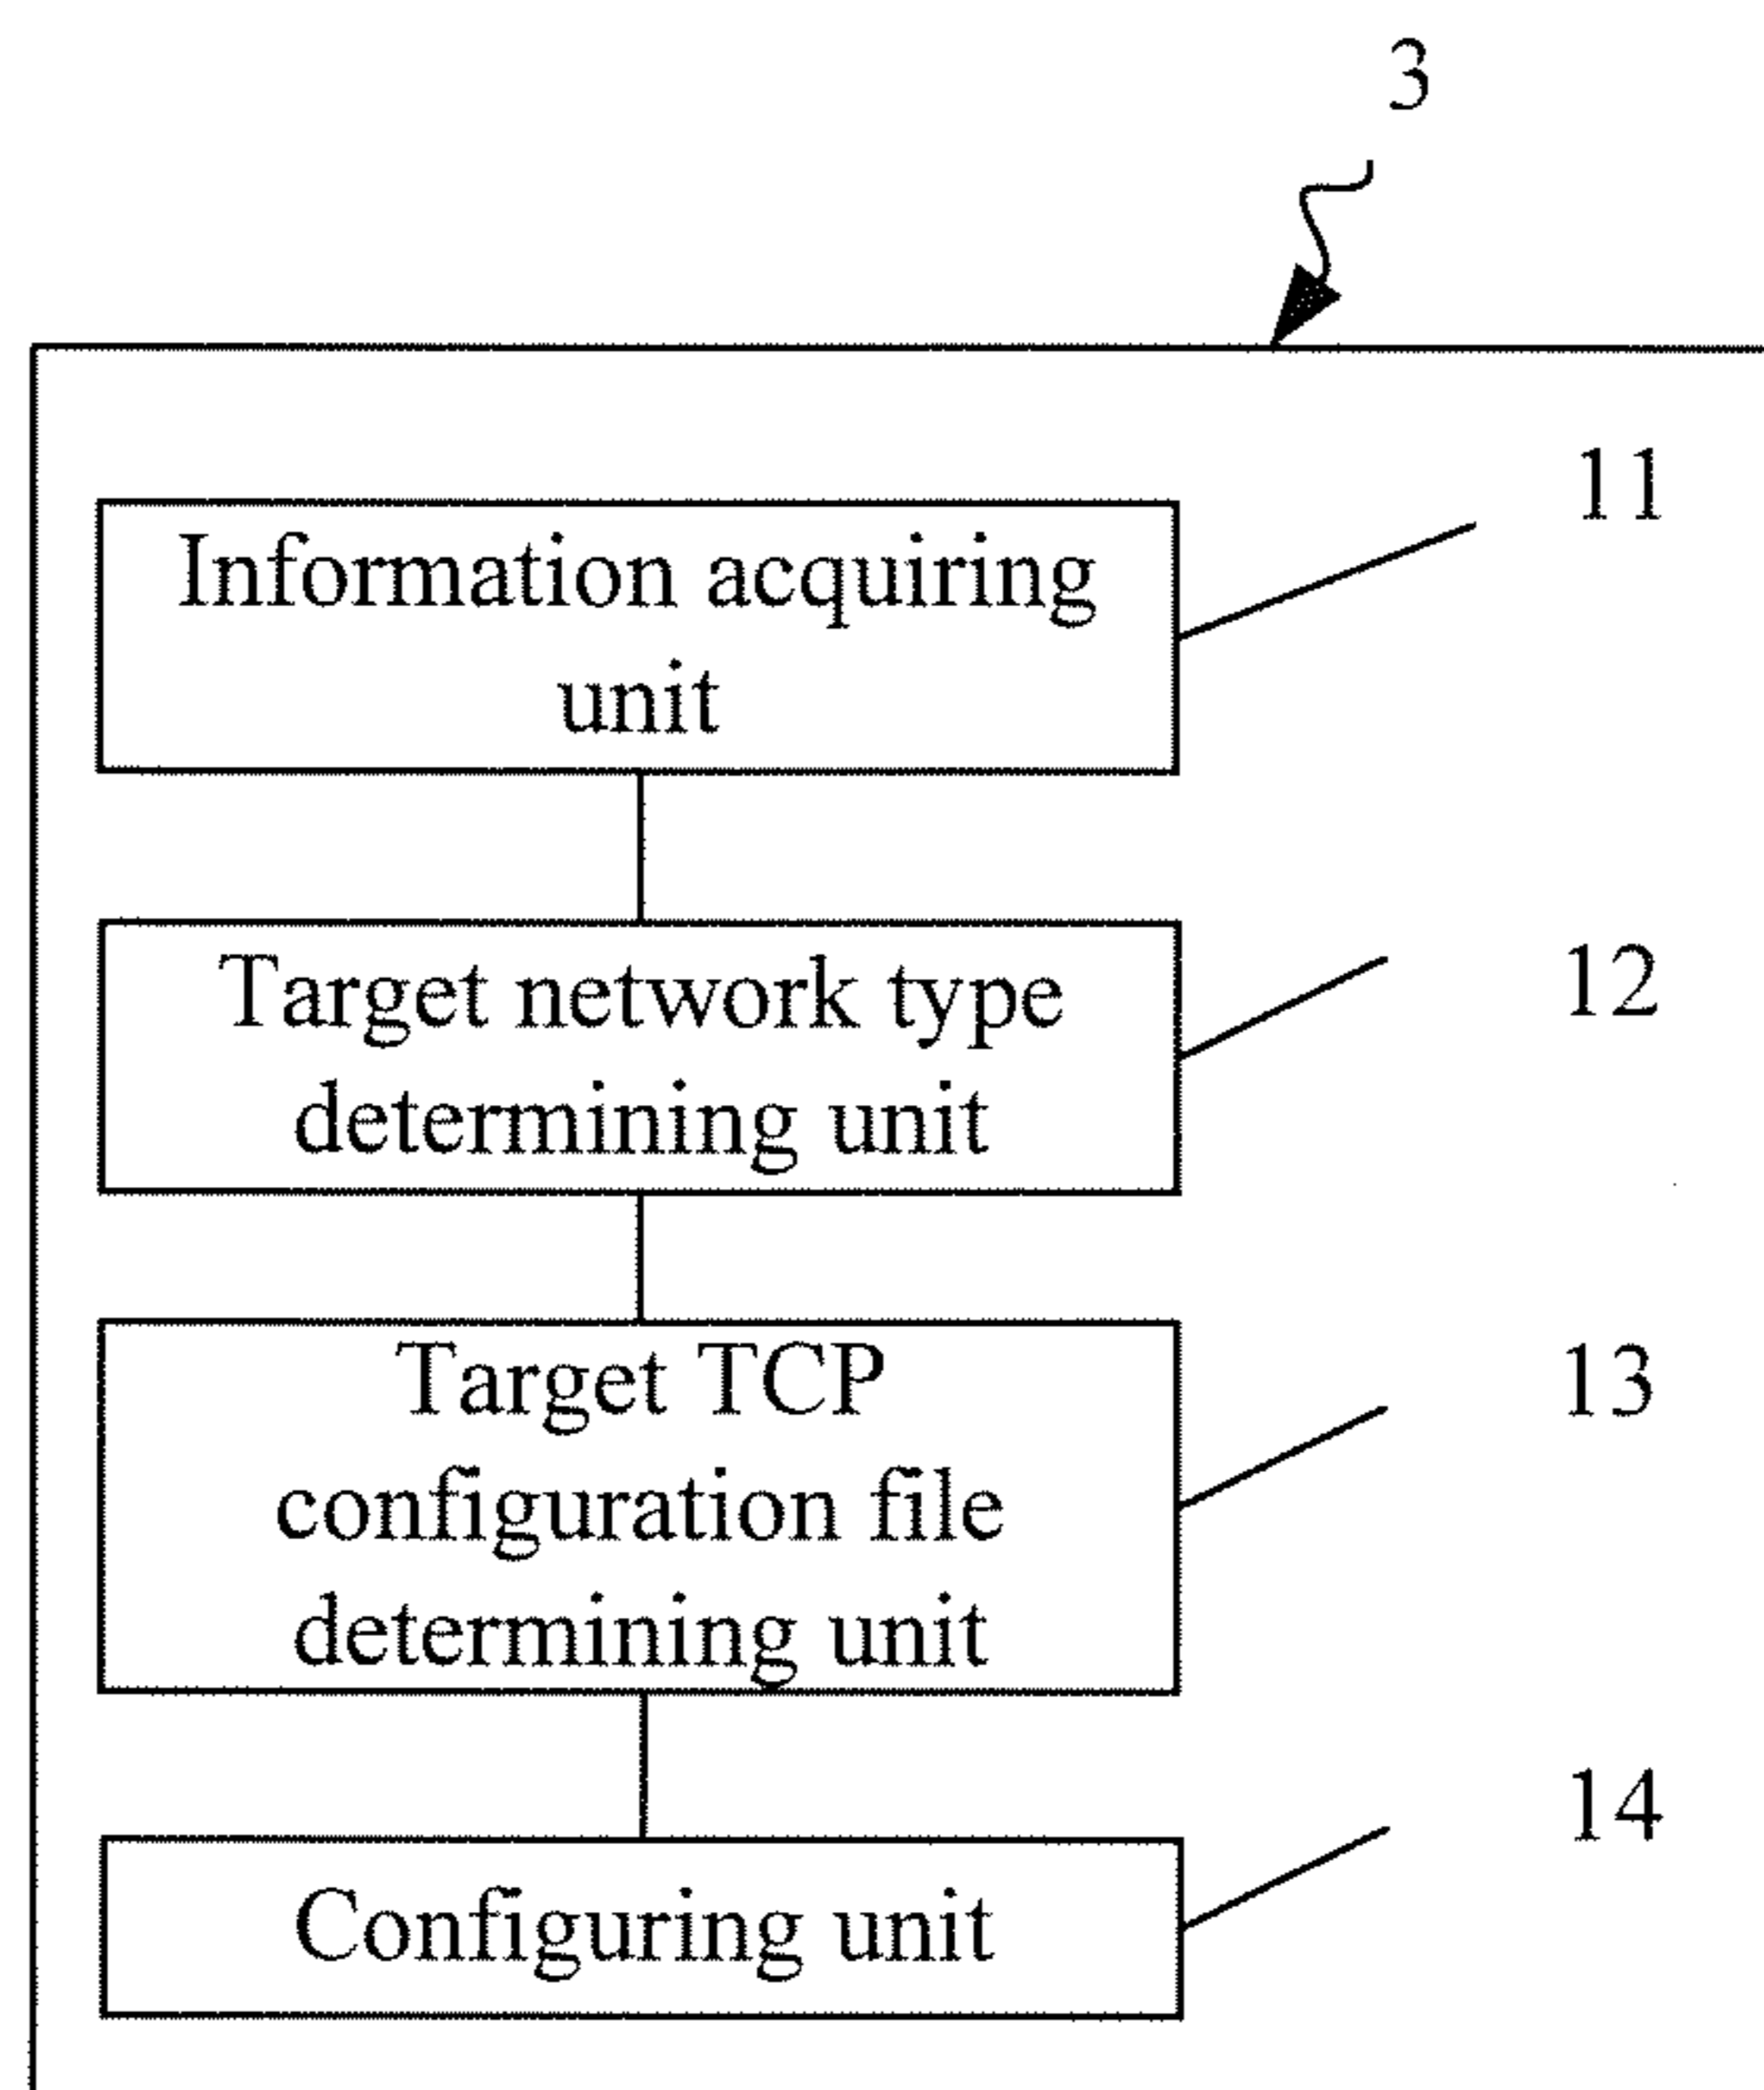 3
Information acquiring
unit
11
Target network type
determining unit
12
Target TCP
configuration file
determining unit
13
Configuring unit
14